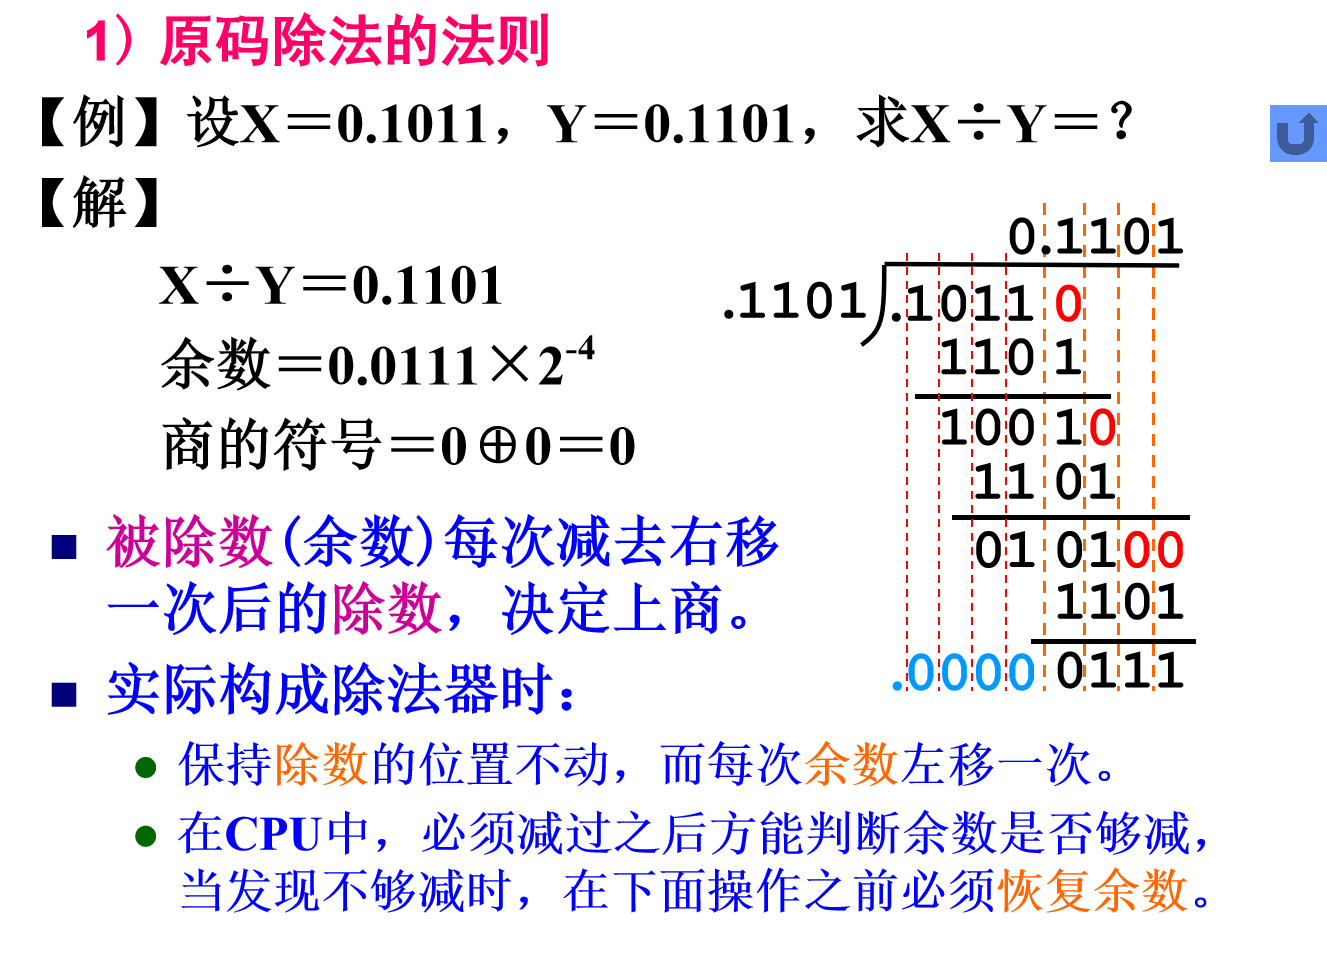 1）原码除法的法则
【例】设X＝0.1011，Y＝0.1101，求X÷Y＝？
【解】
X÷Y＝0.1101
余数＝0.0111×2⁻⁴
商的符号＝0⊕0＝0
0.1101
.1101 .1011 0
1101
10010
1101
010100
1101
.0000 0111
■ 被除数(余数)每次减去右移
一次后的除数，决定上商。
■ 实际构成除法器时：
● 保持除数的位置不动，而每次余数左移一次。
● 在CPU中，必须减过之后方能判断余数是否够减，
当发现不够减时，在下面操作之前必须恢复余数。